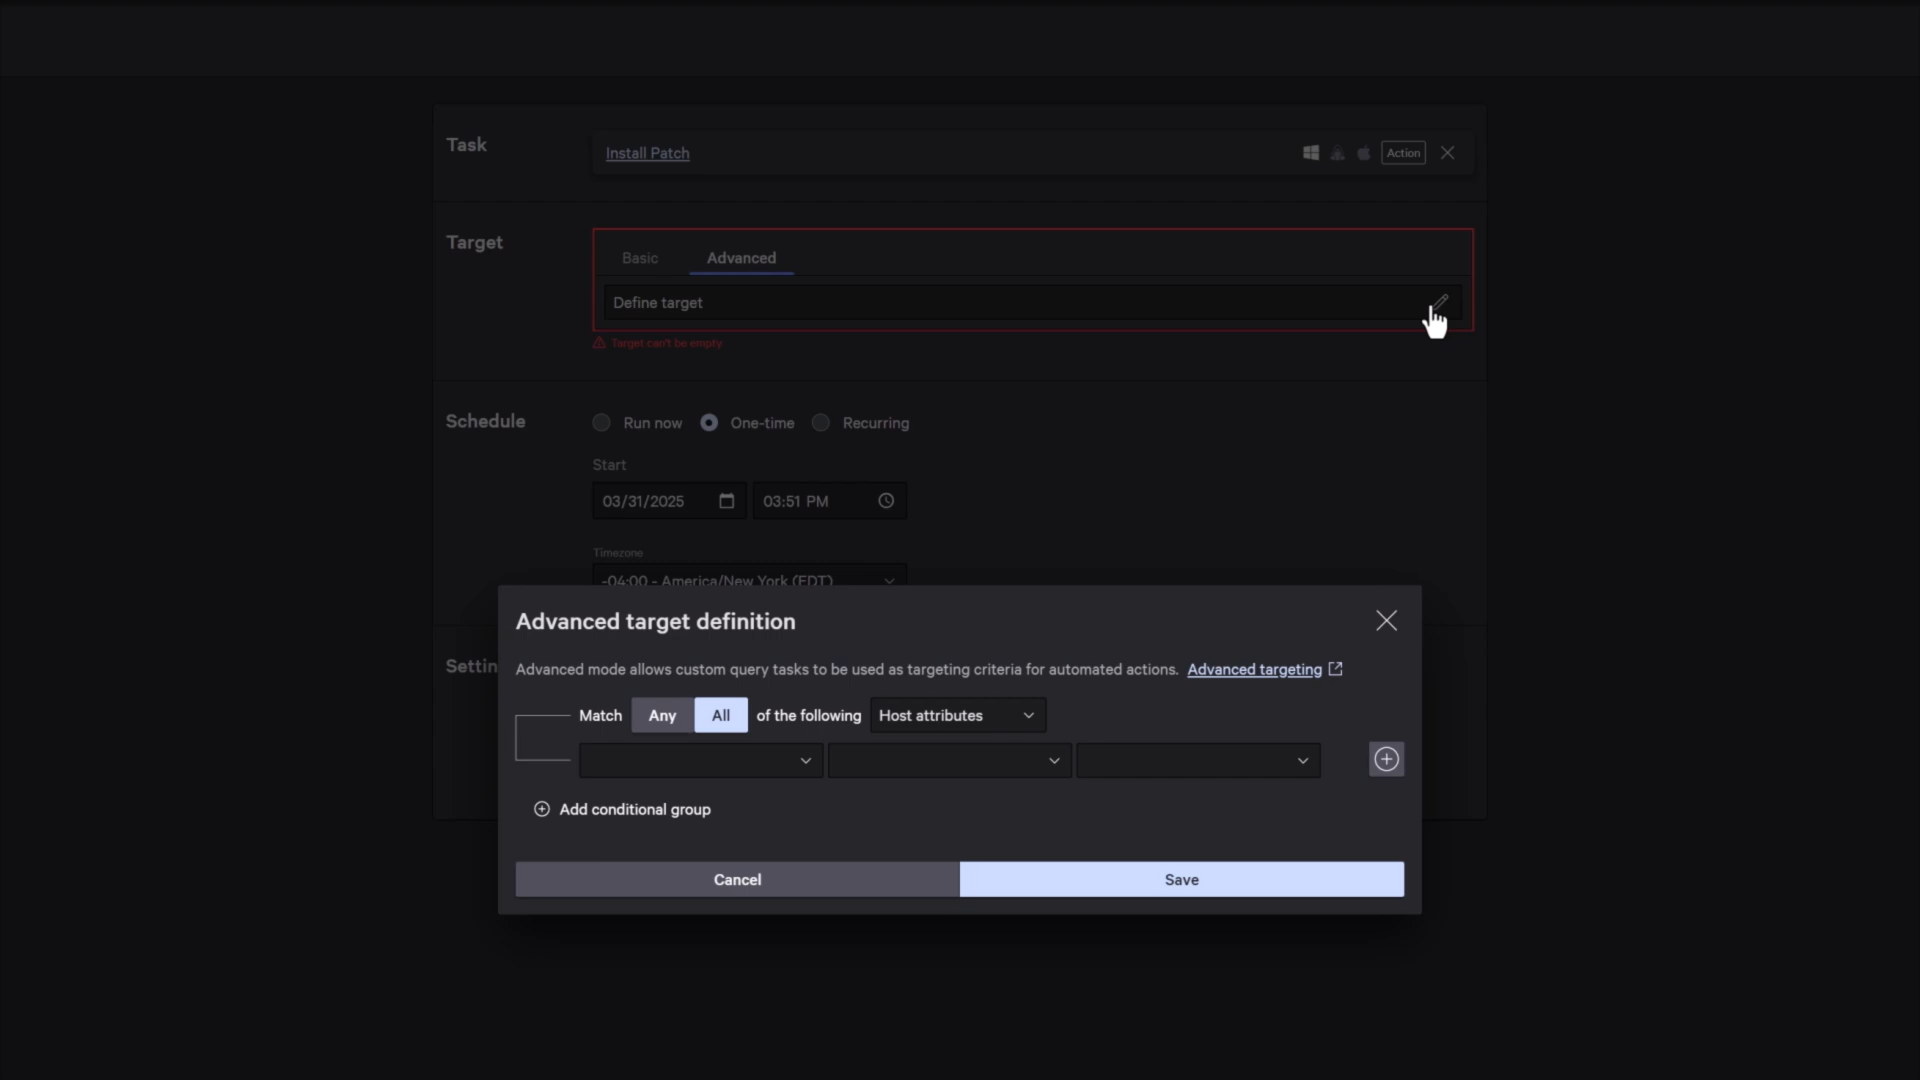 Task
Install Patch
Action
Target
Basic
Advanced
Define target
Target can't be empty
Schedule
Run now
One-time
Recurring
Start
03/31/2025
03:51 PM
Timezone
-04:00 - America/New York (EDT)
Settin
Advanced target definition
Advanced mode allows custom query tasks to be used as targeting criteria for automated actions. Advanced targeting
Match Any All of the following Host attributes
Add conditional group
Cancel
Save